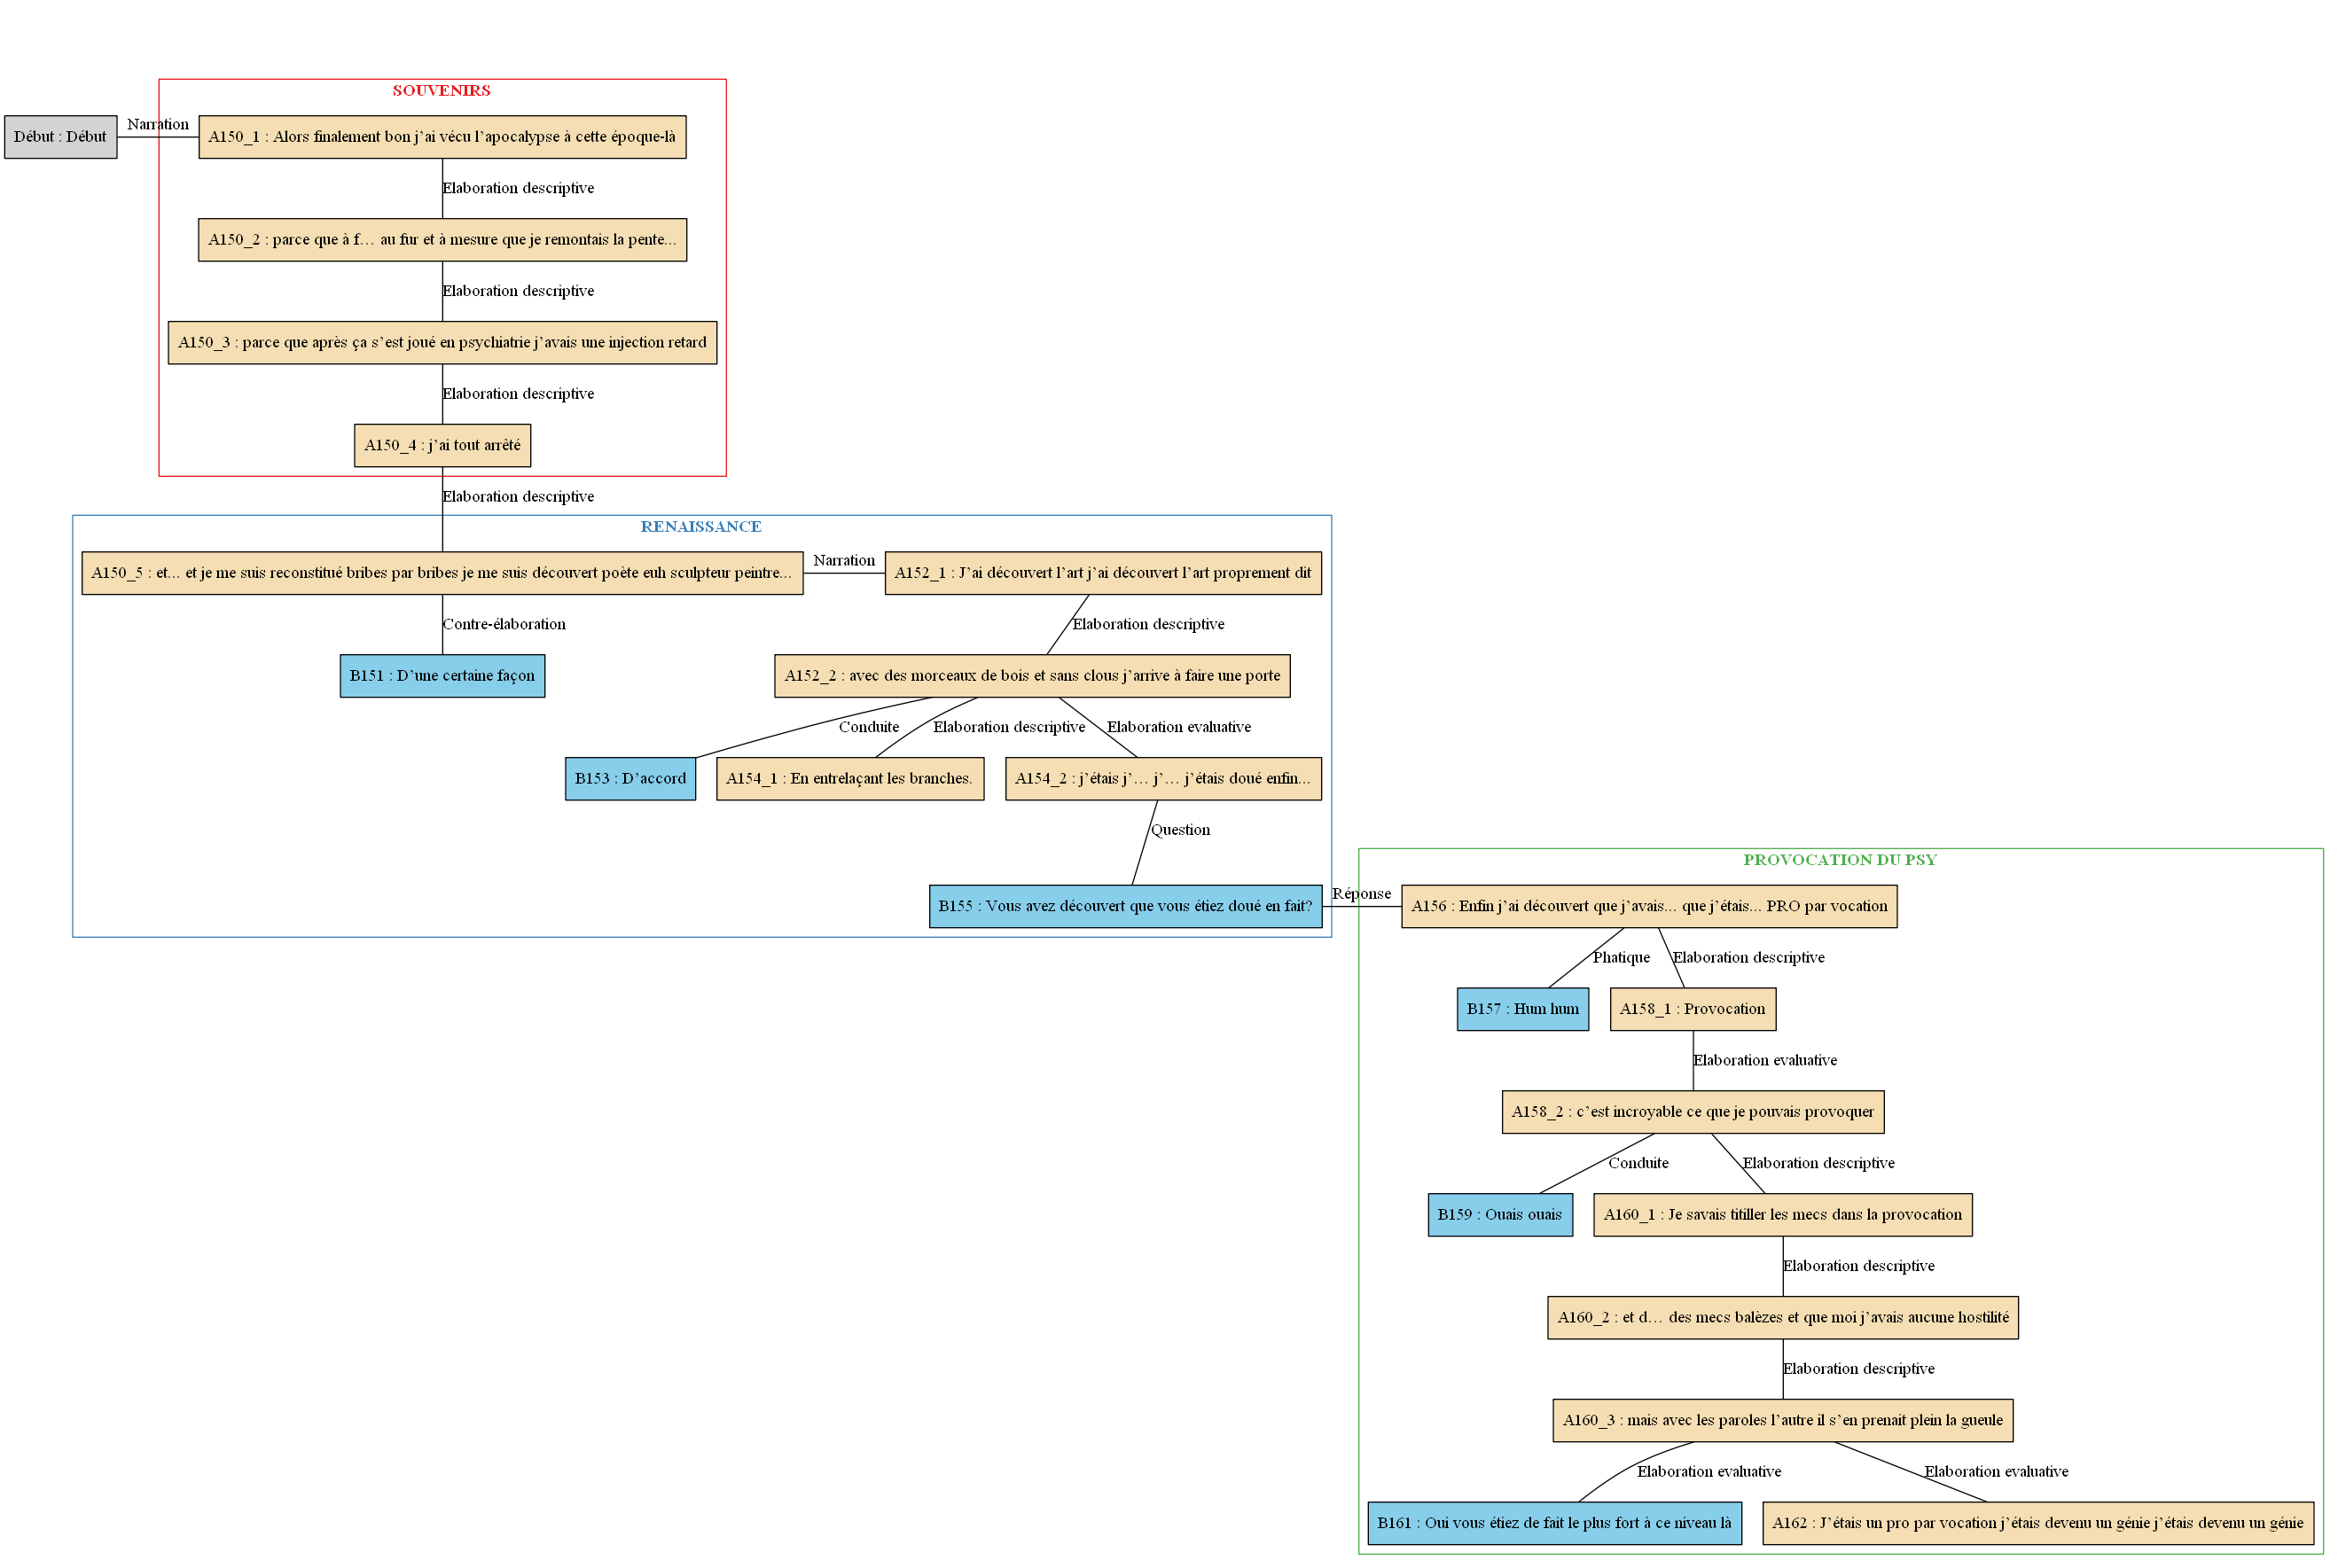 SOUVENIRS
Début : Début
Narration
A150_1 : Alors finalement bon j’ai vécu l’apocalypse à cette époque-là
Elaboration descriptive
A150_2 : parce que à f… au fur et à mesure que je remontais la pente...
Elaboration descriptive
A150_3 : parce que après ça s’est joué en psychiatrie j’avais une injection retard
Elaboration descriptive
A150_4 : j’ai tout arrêté
Elaboration descriptive
RENAISSANCE
A150_5 : et... et je me suis reconstitué bribes par bribes je me suis découvert poète euh sculpteur peintre...
Narration
A152_1 : J’ai découvert l’art j’ai découvert l’art proprement dit
Contre-élaboration
Elaboration descriptive
B151 : D’une certaine façon
A152_2 : avec des morceaux de bois et sans clous j’arrive à faire une porte
Conduite
Elaboration descriptive
Elaboration evaluative
B153 : D’accord
A154_1 : En entrelaçant les branches.
A154_2 : j’étais j’… j’… j’étais doué enfin...
Question
PROVOCATION DU PSY
B155 : Vous avez découvert que vous étiez doué en fait?
Réponse
A156 : Enfin j’ai découvert que j’avais... que j’étais... PRO par vocation
Phatique
Elaboration descriptive
B157 : Hum hum
A158_1 : Provocation
Elaboration evaluative
A158_2 : c’est incroyable ce que je pouvais provoquer
Conduite
Elaboration descriptive
B159 : Ouais ouais
A160_1 : Je savais titiller les mecs dans la provocation
Elaboration descriptive
A160_2 : et d… des mecs balèzes et que moi j’avais aucune hostilité
Elaboration descriptive
A160_3 : mais avec les paroles l’autre il s’en prenait plein la gueule
Elaboration evaluative
Elaboration evaluative
B161 : Oui vous étiez de fait le plus fort à ce niveau là
A162 : J’étais un pro par vocation j’étais devenu un génie j’étais devenu un génie